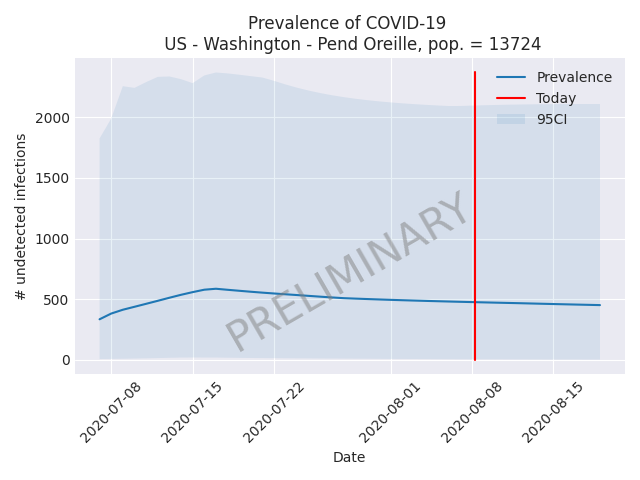 Prevalence of COVID-19
US - Washington - Pend Oreille, pop. = 13724
Prevalence
Today
95CI
2000
1500
1000
500
0
# undetected infections
PRELIMINARY
2020-07-08
2020-07-15
2020-07-22
2020-08-01
2020-08-08
2020-08-15
Date